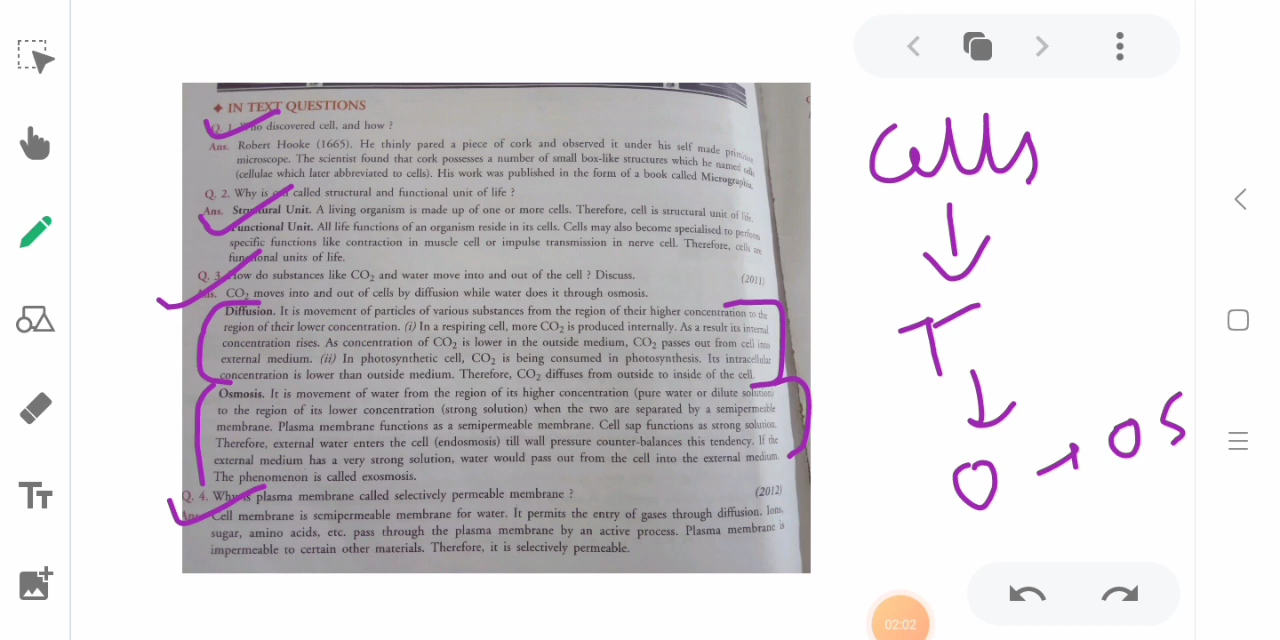 ◆ IN TEXT QUESTIONS
Q. 1. Who discovered cell, and how ?
Ans. Robert Hooke (1665). He thinly pared a piece of cork and observed it under his self made primitive
microscope. The scientist found that cork possesses a number of small box-like structures which he named cells
(cellulae which later abbreviated to cells). His work was published in the form of a book called Micrographia.
Q. 2. Why is cell called structural and functional unit of life ?
Ans. Structural Unit. A living organism is made up of one or more cells. Therefore, cell is structural unit of life.
Functional Unit. All life functions of an organism reside in its cells. Cells may also become specialised to perform
specific functions like contraction in muscle cell or impulse transmission in nerve cell. Therefore, cells are
functional units of life.
Q. 3. How do substances like CO₂ and water move into and out of the cell ? Discuss. (2011)
Ans. CO₂ moves into and out of cells by diffusion while water does it through osmosis.
Diffusion. It is movement of particles of various substances from the region of their higher concentration to the
region of their lower concentration. (i) In a respiring cell, more CO₂ is produced internally. As a result its internal
concentration rises. As concentration of CO₂ is lower in the outside medium, CO₂ passes out from cell into
external medium. (ii) In photosynthetic cell, CO₂ is being consumed in photosynthesis. Its intracellular
concentration is lower than outside medium. Therefore, CO₂ diffuses from outside to inside of the cell.
Osmosis. It is movement of water from the region of its higher concentration (pure water or dilute solution)
to the region of its lower concentration (strong solution) when the two are separated by a semipermeable
membrane. Plasma membrane functions as a semipermeable membrane. Cell sap functions as strong solution.
Therefore, external water enters the cell (endosmosis) till wall pressure counter-balances this tendency. If the
external medium has a very strong solution, water would pass out from the cell into the external medium.
The phenomenon is called exosmosis.
Q. 4. Why is plasma membrane called selectively permeable membrane ? (2012)
Ans. Cell membrane is semipermeable membrane for water. It permits the entry of gases through diffusion. Ions,
sugar, amino acids, etc. pass through the plasma membrane by an active process. Plasma membrane is
impermeable to certain other materials. Therefore, it is selectively permeable.
Cells
T
O → OS
TT
02:02